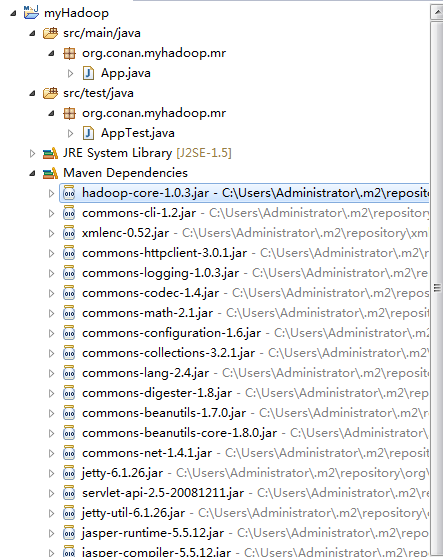 myHadoop
src/main/java
org.conan.myhadoop.mr
App.java
src/test/java
org.conan.myhadoop.mr
AppTest.java
JRE System Library [J2SE-1.5]
Maven Dependencies
hadoop-core-1.0.3.jar - C:\Users\Administrator\.m2\reposito
commons-cli-1.2.jar - C:\Users\Administrator\.m2\repository
xmlenc-0.52.jar - C:\Users\Administrator\.m2\repository\xm
commons-httpclient-3.0.1.jar - C:\Users\Administrator\.m2\
commons-logging-1.0.3.jar - C:\Users\Administrator\.m2\rep
commons-codec-1.4.jar - C:\Users\Administrator\.m2\reposi
commons-math-2.1.jar - C:\Users\Administrator\.m2\reposit
commons-configuration-1.6.jar - C:\Users\Administrator\.m
commons-collections-3.2.1.jar - C:\Users\Administrator\.m2
commons-lang-2.4.jar - C:\Users\Administrator\.m2\reposito
commons-digester-1.8.jar - C:\Users\Administrator\.m2\rep
commons-beanutils-1.7.0.jar - C:\Users\Administrator\.m2\
commons-beanutils-core-1.8.0.jar - C:\Users\Administrator\
commons-net-1.4.1.jar - C:\Users\Administrator\.m2\reposi
jetty-6.1.26.jar - C:\Users\Administrator\.m2\repository\org\
servlet-api-2.5-20081211.jar - C:\Users\Administrator\.m2\r
jetty-util-6.1.26.jar - C:\Users\Administrator\.m2\repository
jasper-runtime-5.5.12.jar - C:\Users\Administrator\.m2\repo
jasper-compiler-5.5.12.jar - C:\Users\Administrator\.m2\rep